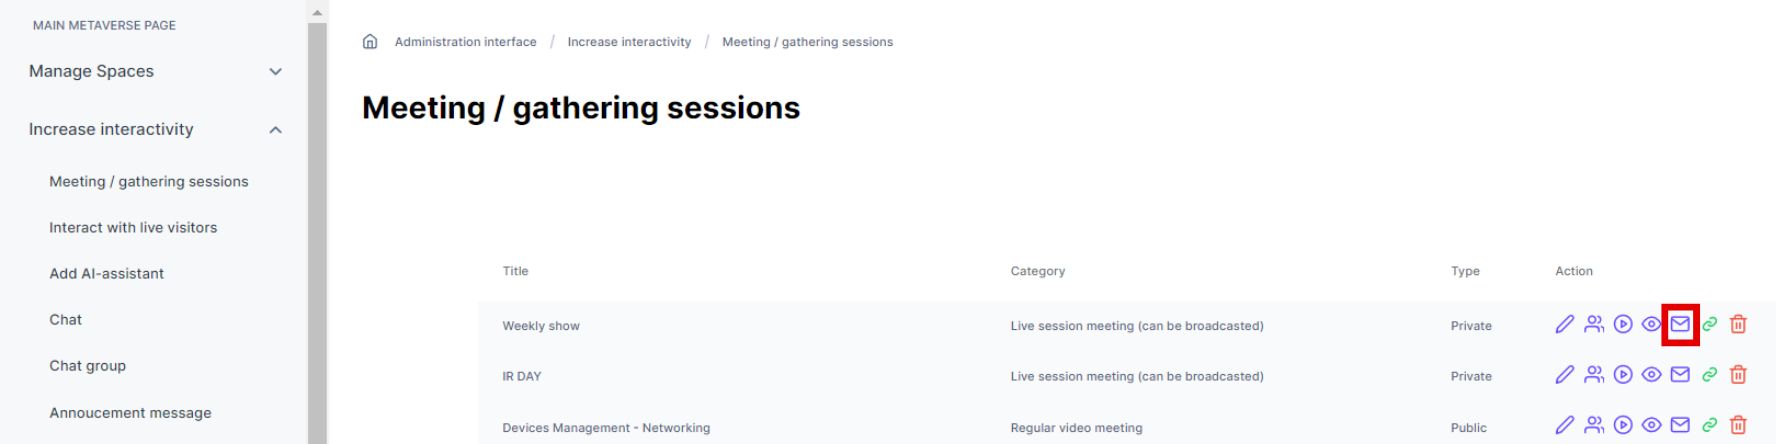 MAIN METAVERSE PAGE
Manage Spaces
Increase interactivity
Meeting / gathering sessions
Interact with live visitors
Add AI-assistant
Chat
Chat group
Annoucement message
Administration interface / Increase interactivity / Meeting / gathering sessions
Meeting / gathering sessions
Title Category Type Action
Weekly show Live session meeting (can be broadcasted) Private
IR DAY Live session meeting (can be broadcasted) Private
Devices Management - Networking Regular video meeting Public